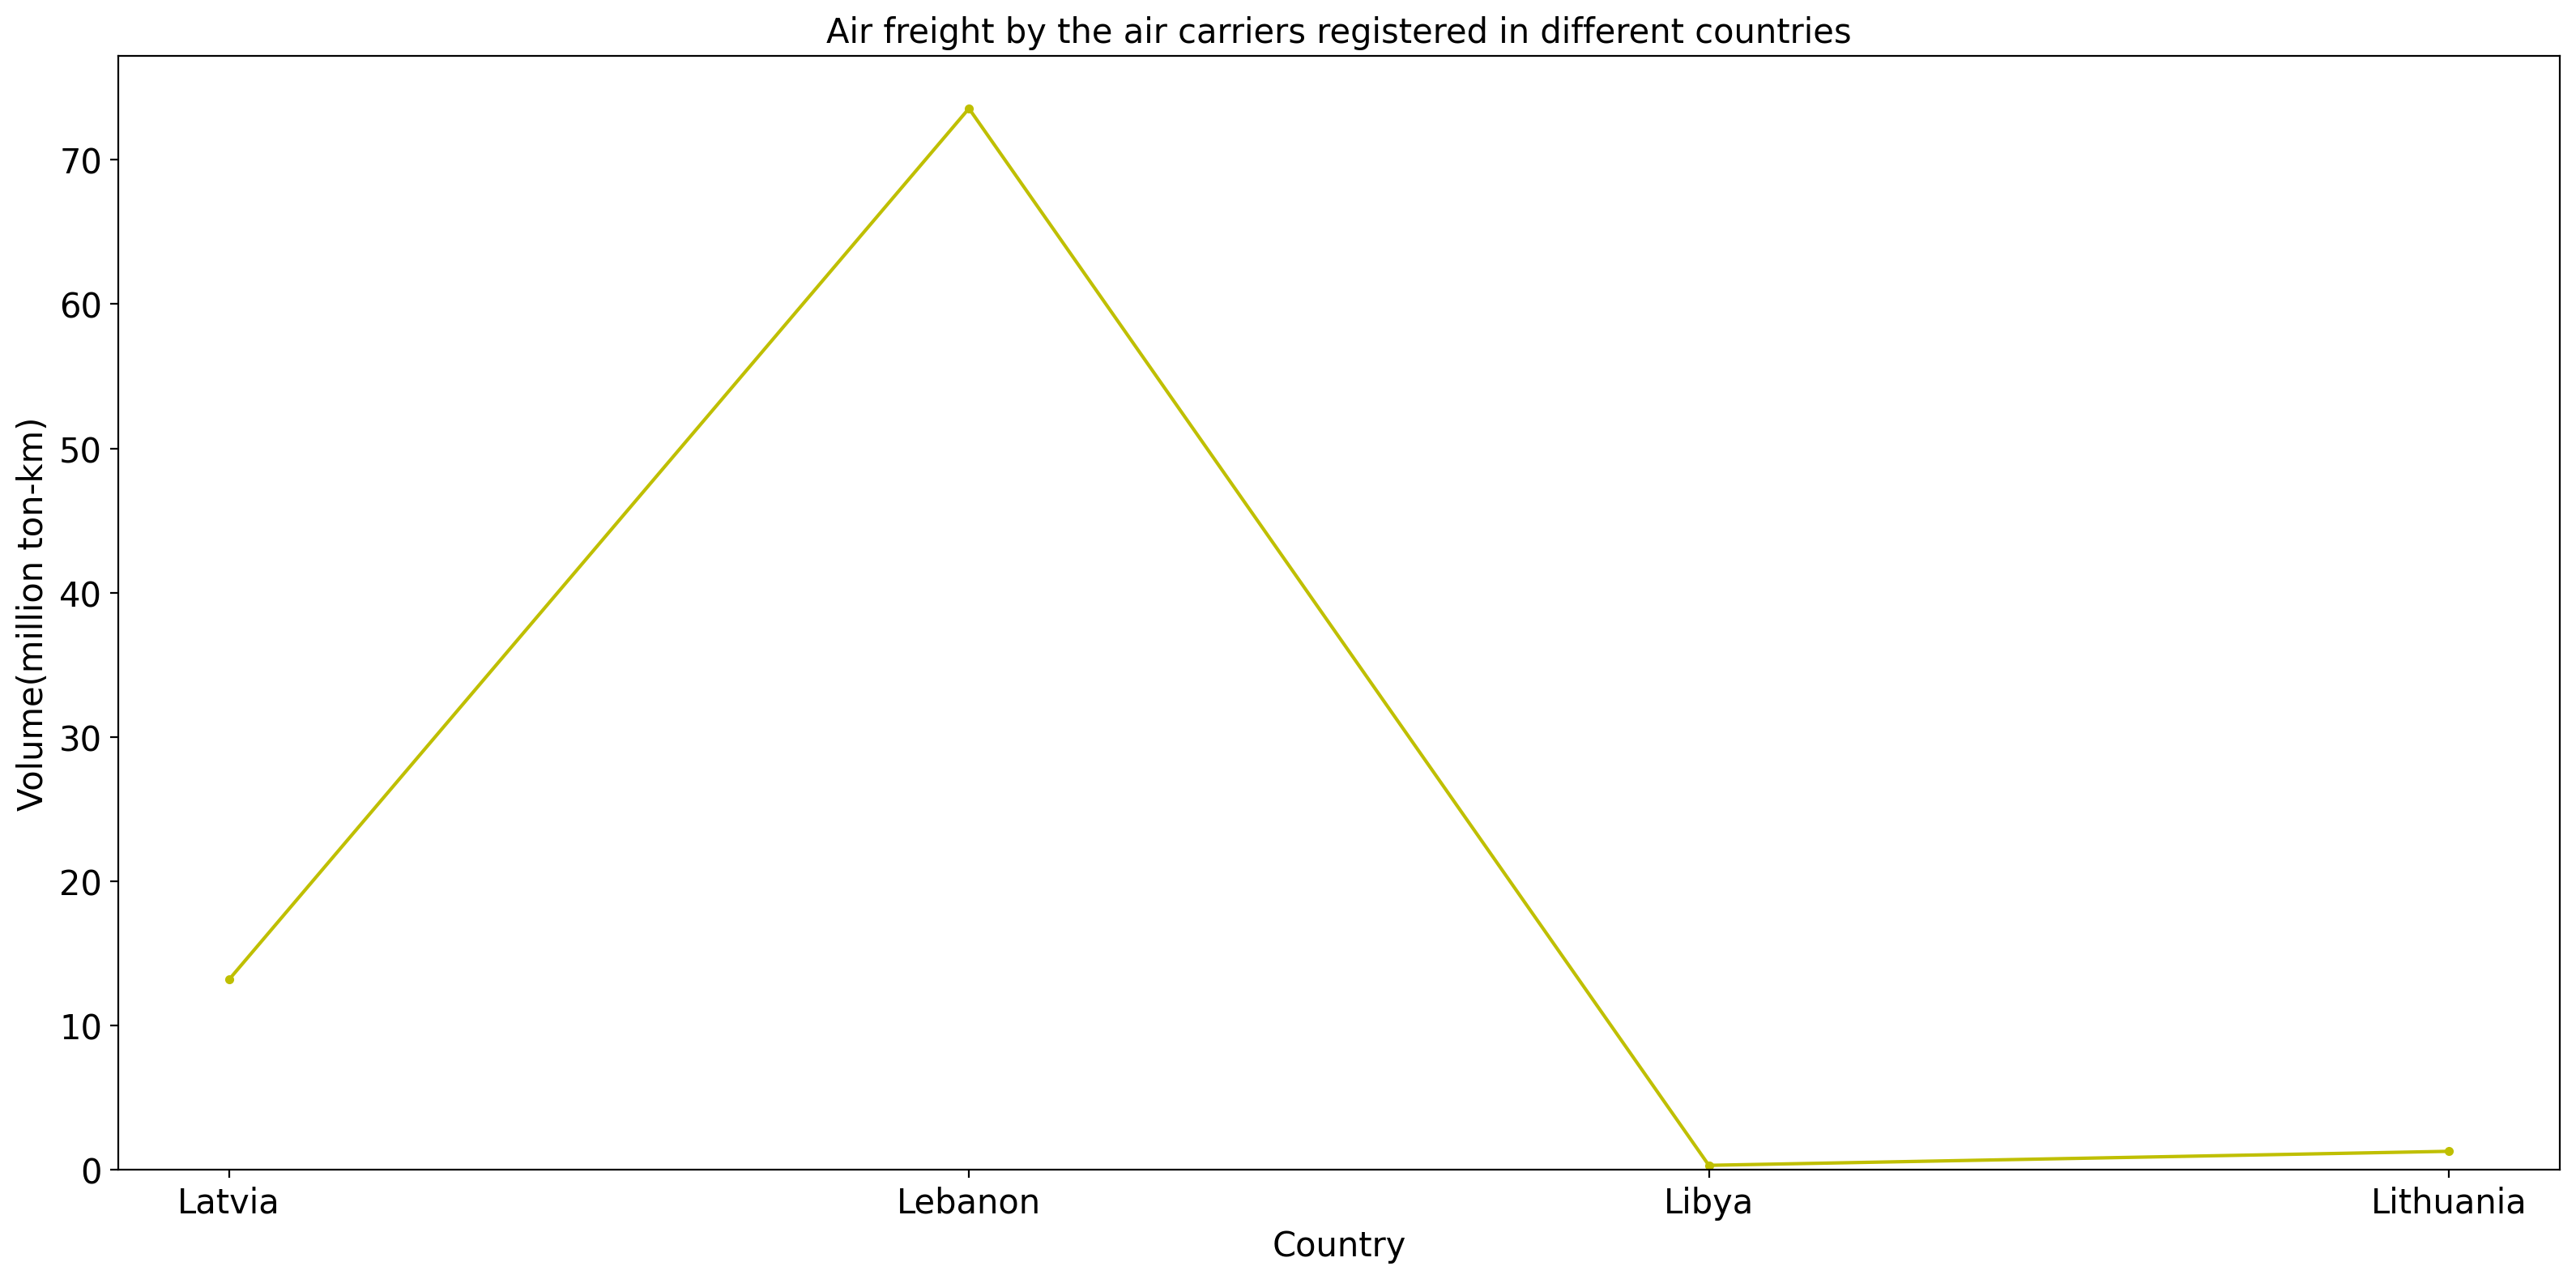 Air freight by the air carriers registered in different countries
Volume(million ton-km)
70
60
50
40
30
20
10
0
Latvia Lebanon Libya Lithuania
Country